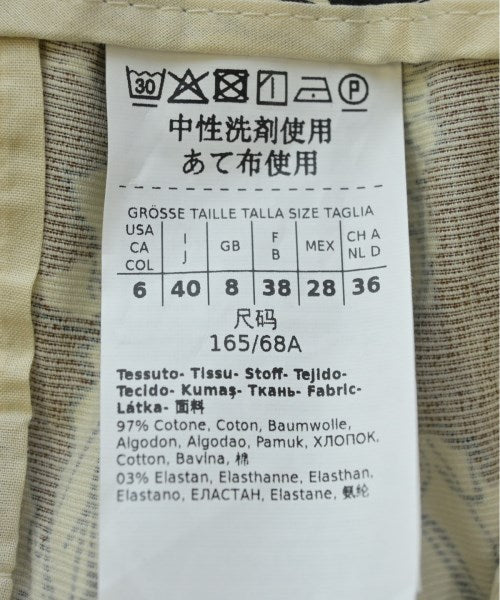 30 P
中性洗剤使用
あて布使用
GRÖSSE TAILLE TALLA SIZE TAGLIA
USA CA COL I J GB F B MEX CH A NL D
6 40 8 38 28 36
尺码
165/68A
Tessuto- Tissu- Stoff- Tejido-
Tecido- Kumaş- Ткань- Fabric-
Látka- 面料
97% Cotone, Coton, Baumwolle,
Algodon, Algodao, Pamuk, ХЛОПОК,
Cotton, Bavlna, 棉
03% Elastan, Elasthanne, Elasthan,
Elastano, ЕЛАСТАН, Elastane, 氨纶